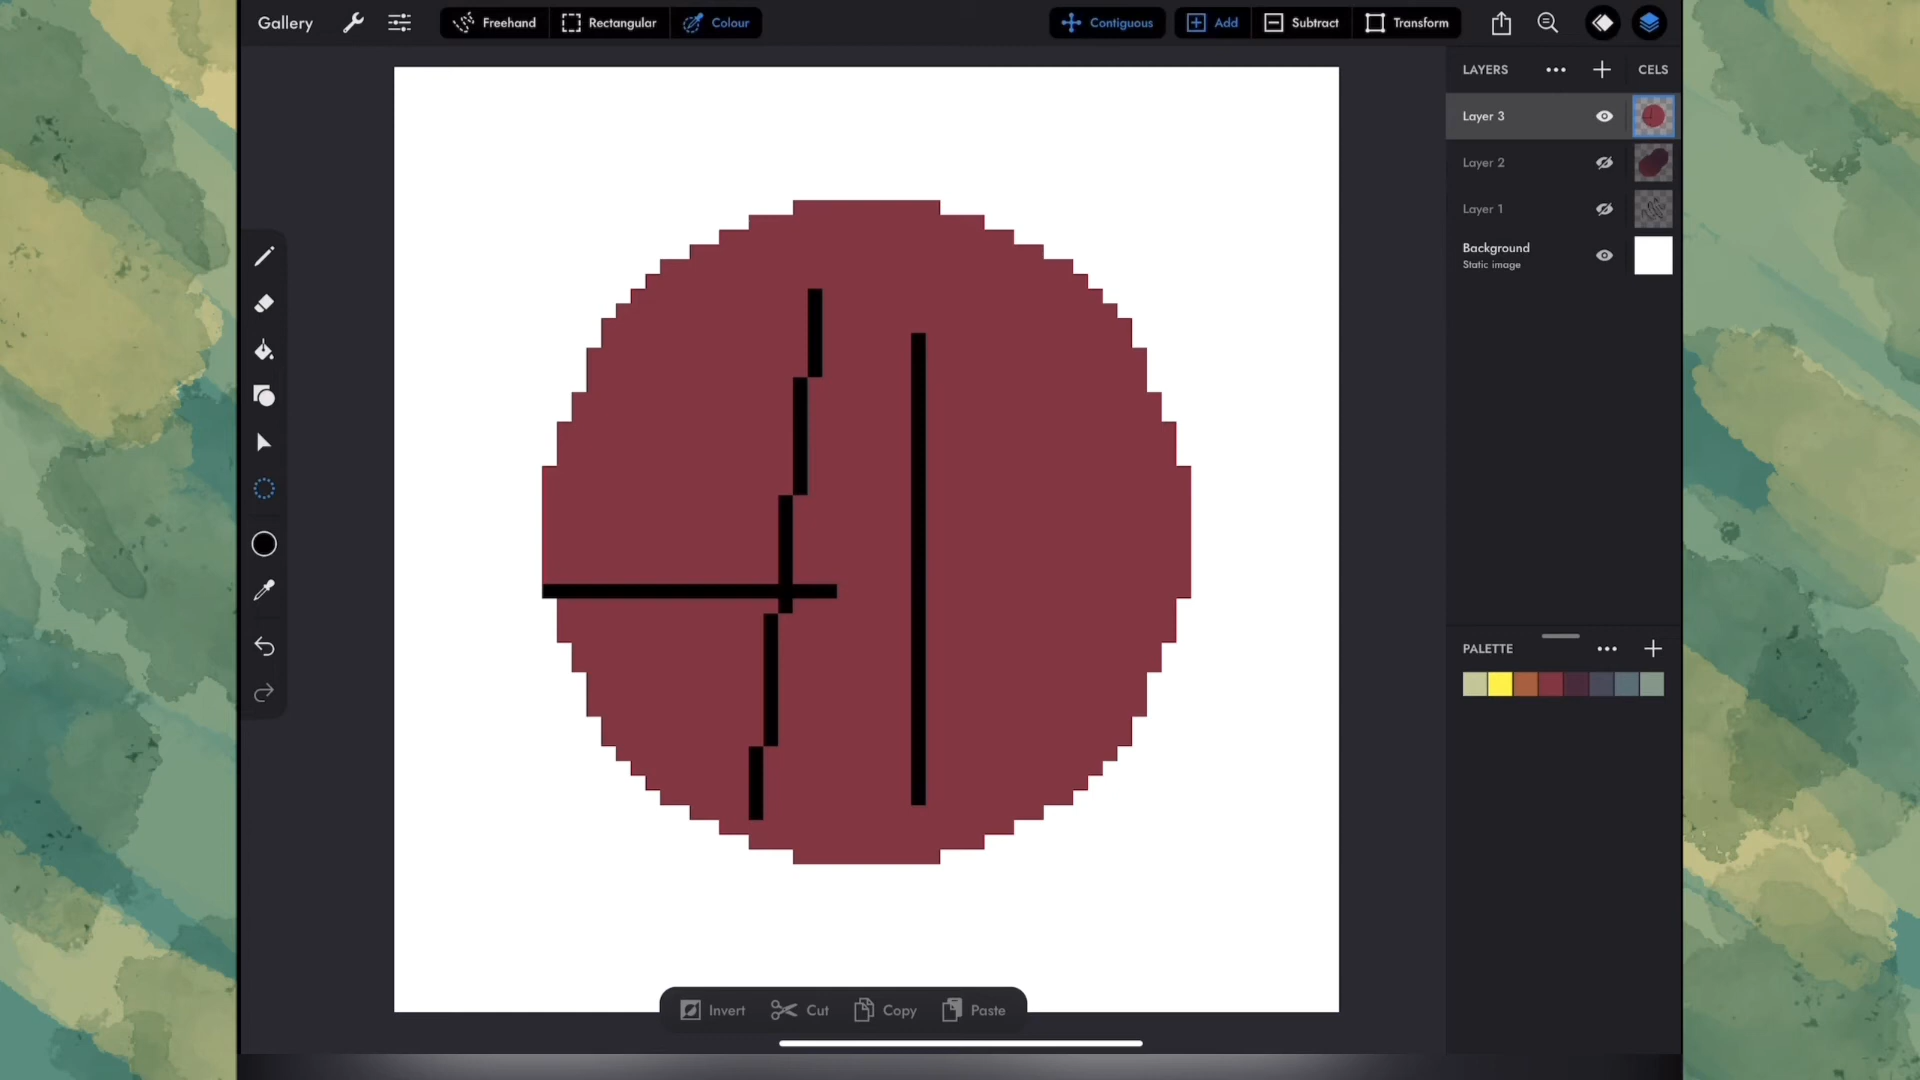 Gallery Freehand Rectangular Colour Contiguous Add Subtract Transform
LAYERS CELS
Layer 3
Layer 2
Layer 1
Background
Static image
PALETTE
Invert Cut Copy Paste